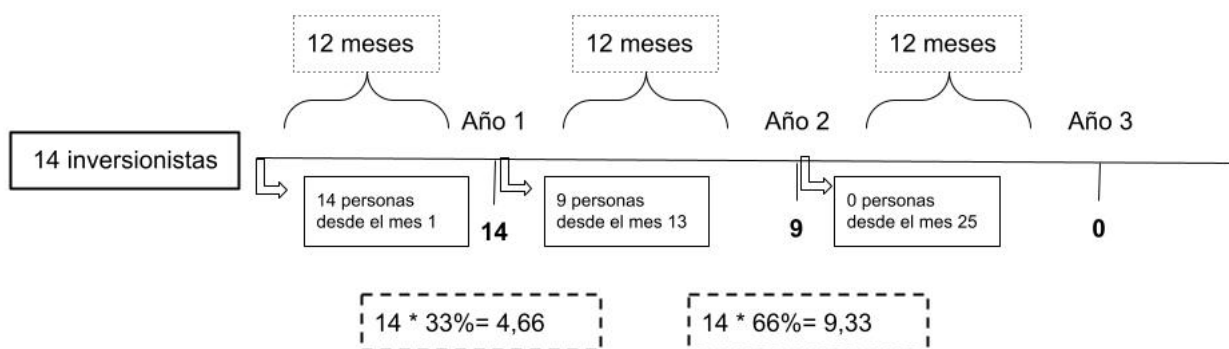 12 meses
12 meses
12 meses
Año 1
Año 2
Año 3
14 inversionistas
14 personas
desde el mes 1
14
9 personas
desde el mes 13
9
0 personas
desde el mes 25
0
14 * 33%= 4,66
14 * 66%= 9,33